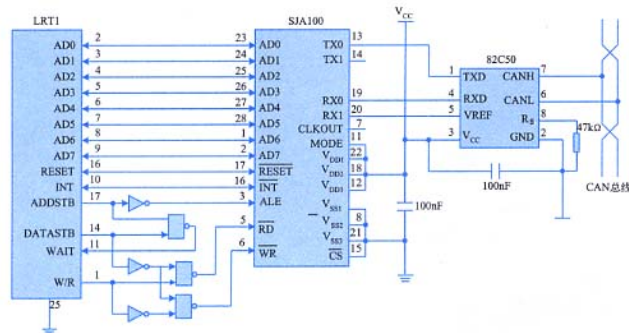 LRT1
SJA100
82C50
AD0 2 23 AD0
AD1 3 24 AD1
AD2 4 25 AD2
AD3 5 26 AD3
AD4 6 27 AD4
AD5 7 28 AD5
AD6 8 1 AD6
AD7 9 2 AD7
RESET 16 17 RESET
INT 10 16 INT
ADDSTB 17 3 ALE
DATASTB 14 5 RD
WAIT 11
W/R 1 6 WR
25
TX0 13
TX1 14
RX0 19
RX1 20
CLKOUT 7
MODE 11
VDD1 22
VDD2 18
VDD3 12
VSS1 8
VSS2
VSS3 21
CS 15
VCC
100nF
1 TXD CANH 7
4 RXD CANL 6
5 VREF RS 8
3 VCC GND 2
47kΩ
100nF
CAN总线